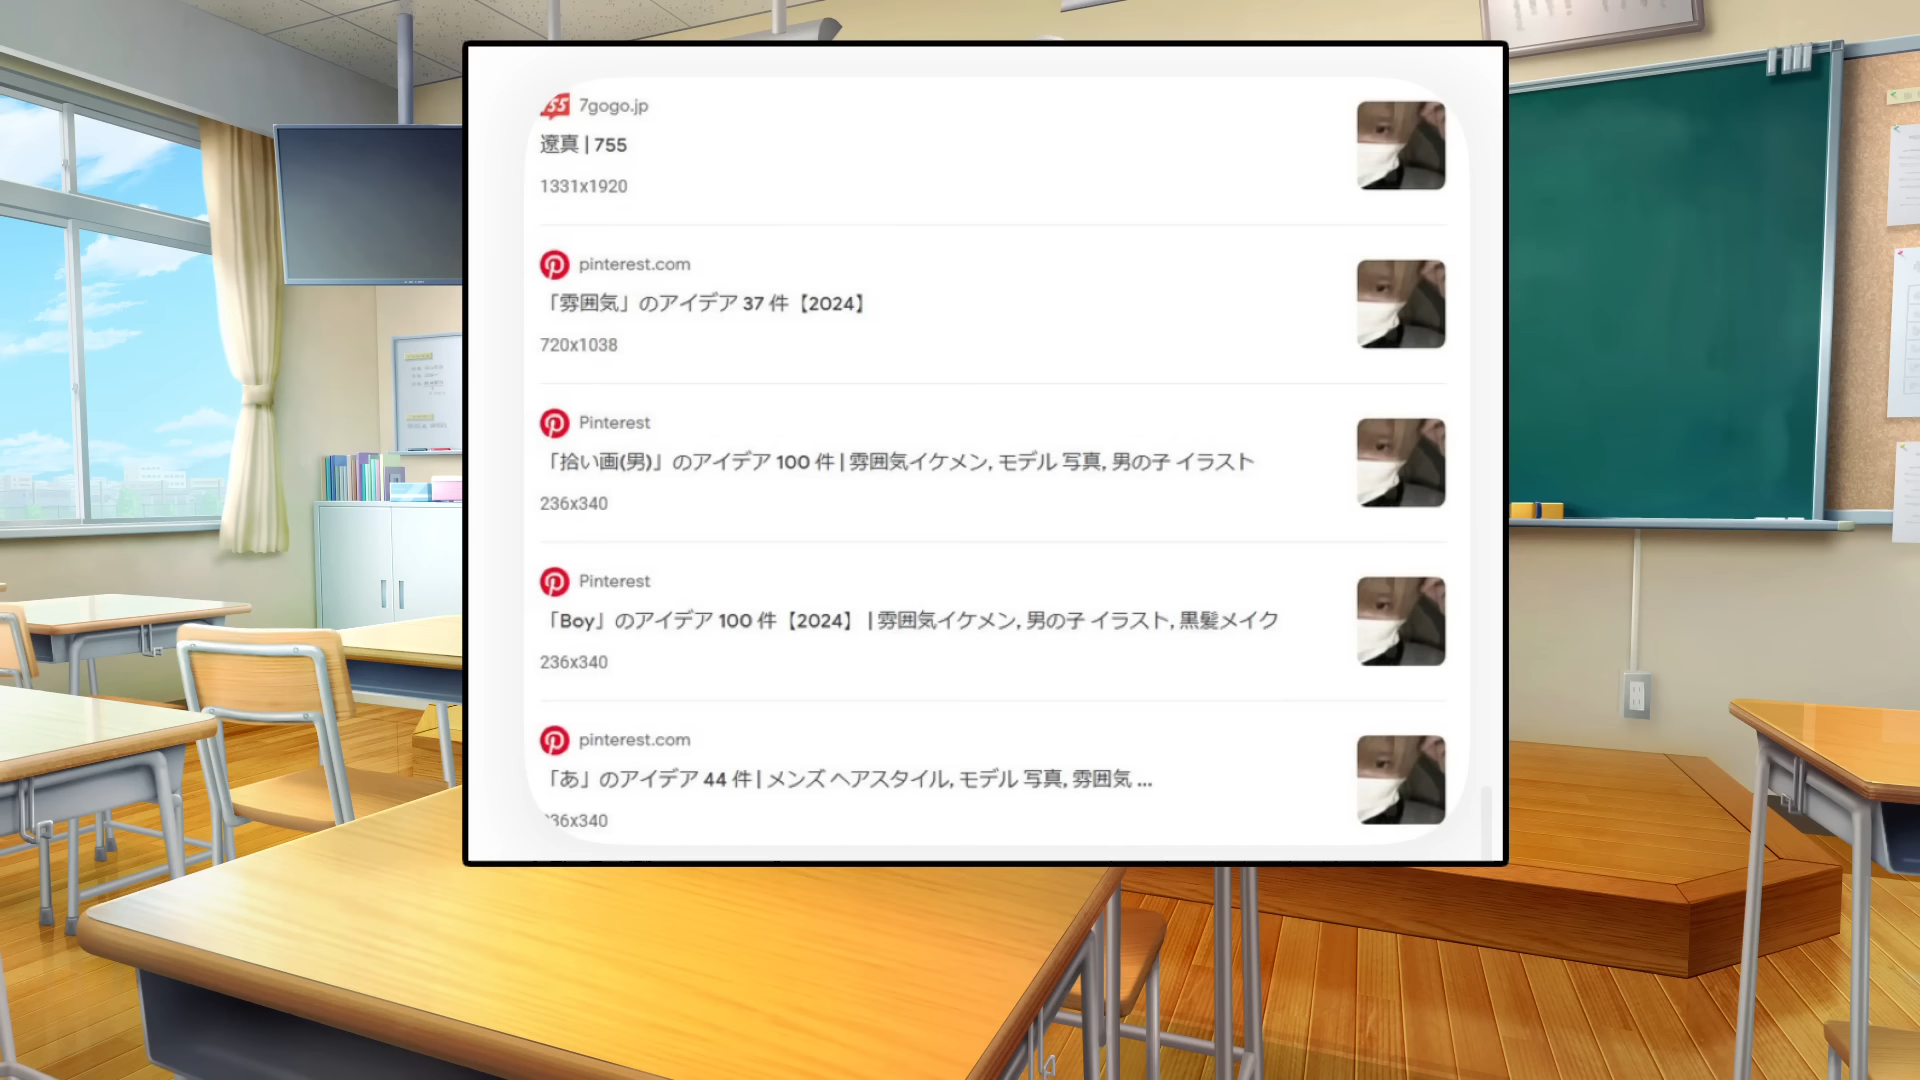 7gogo.jp
遼真 | 755
1331x1920
pinterest.com
「雰囲気」のアイデア 37 件【2024】
720x1038
Pinterest
「拾い画(男)」のアイデア 100 件 | 雰囲気イケメン, モデル 写真, 男の子 イラスト
236x340
Pinterest
「Boy」のアイデア 100 件【2024】 | 雰囲気イケメン, 男の子 イラスト, 黒髪メイク
236x340
pinterest.com
「あ」のアイデア 44 件 | メンズ ヘアスタイル, モデル 写真, 雰囲気 ...
36x340